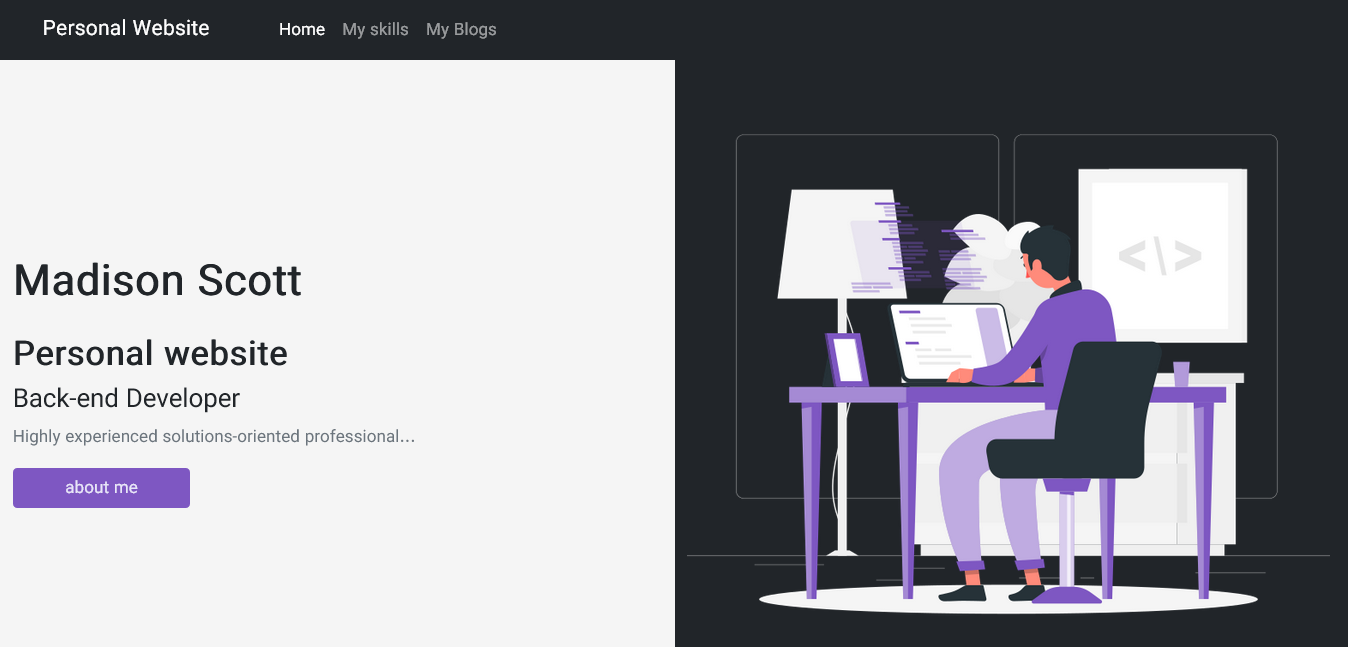 Personal Website
Home My skills My Blogs
Madison Scott
Personal website
Back-end Developer
Highly experienced solutions-oriented professional...
about me
<\>